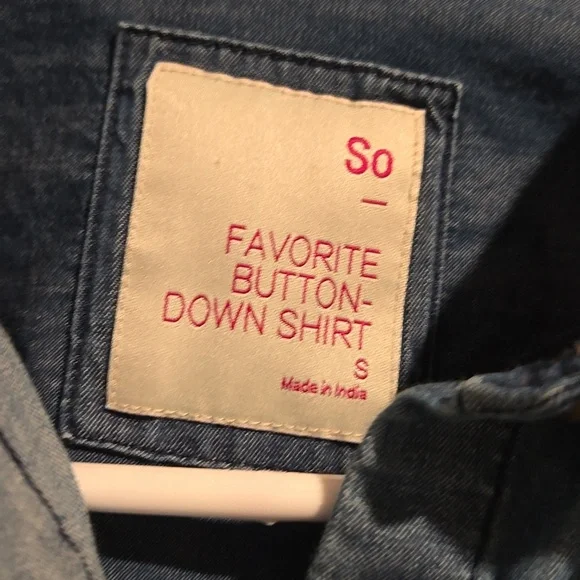 So
FAVORITE
BUTTON-
DOWN SHIRT
S
Made in India